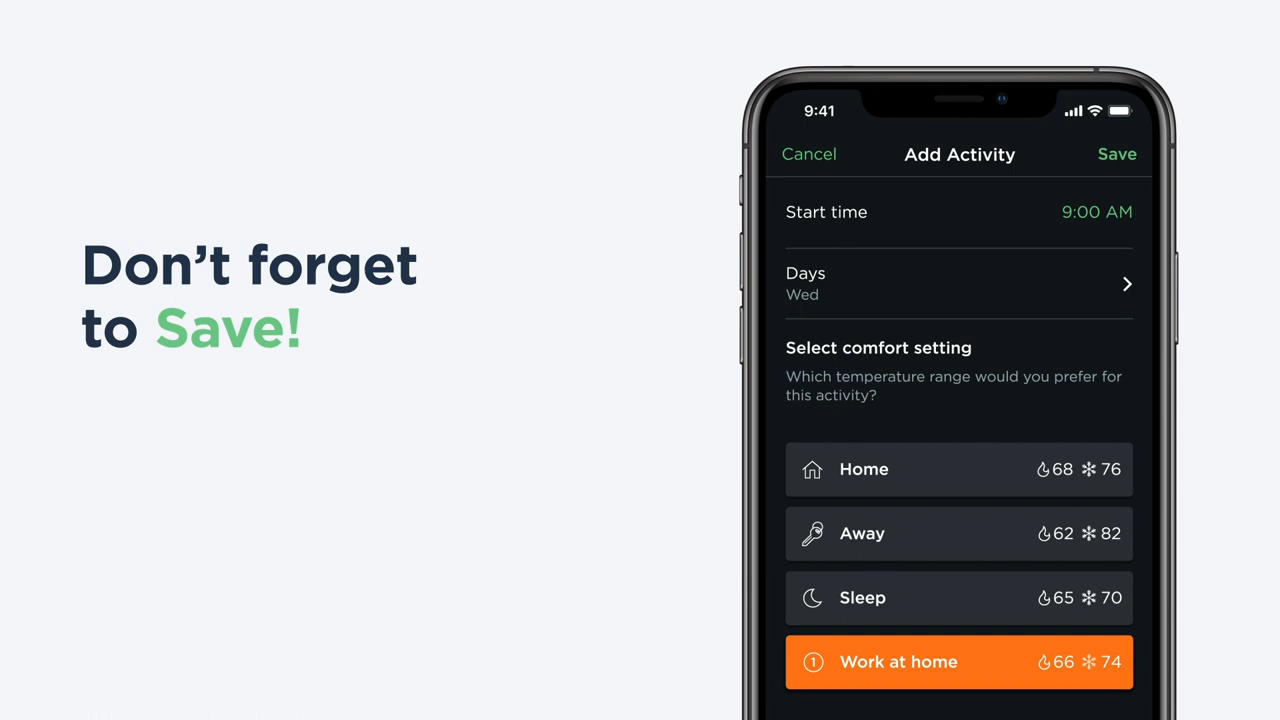 Don’t forget
to Save!
9:41
Cancel Add Activity Save
Start time 9:00 AM
Days
Wed
Select comfort setting
Which temperature range would you prefer for
this activity?
Home 68 76
Away 62 82
Sleep 65 70
1 Work at home 66 74